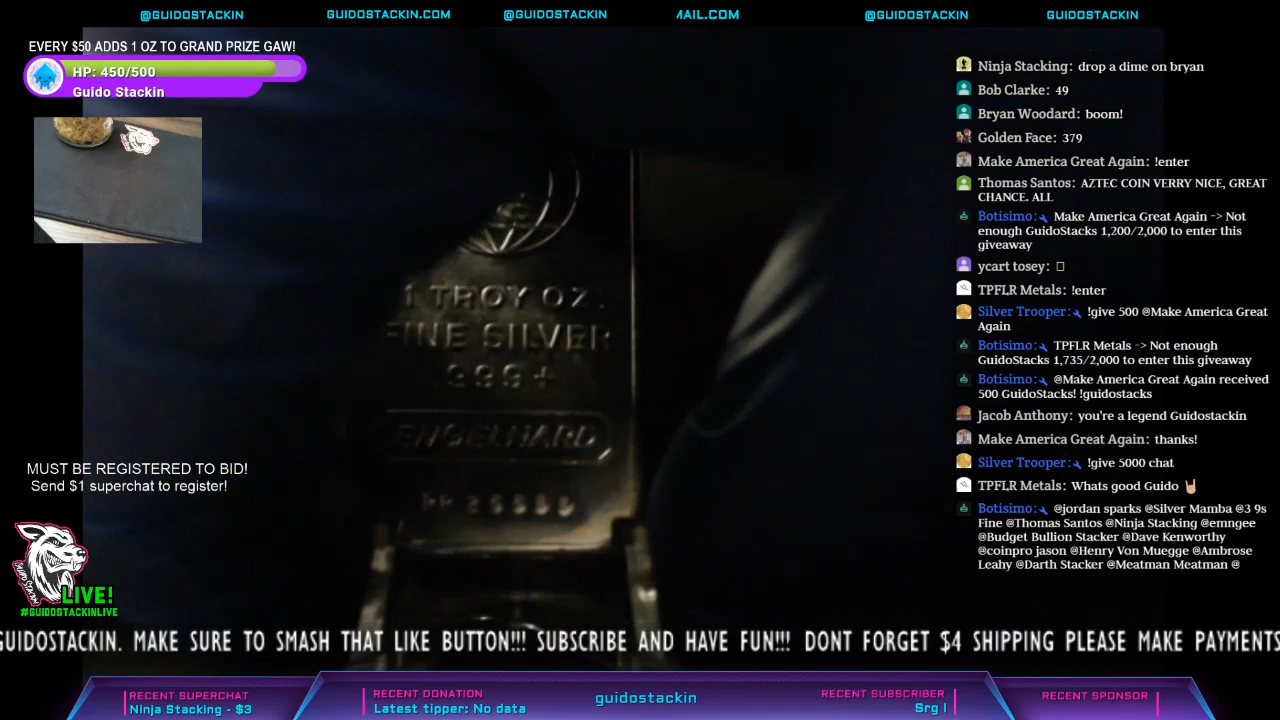 @GUIDOSTACKIN
GUIDOSTACKIN.COM
@GUIDOSTACKIN
MAIL.COM
@GUIDOSTACKIN
GUIDOSTACKIN
EVERY $50 ADDS 1 OZ TO GRAND PRIZE GAW!
HP: 450/500
Guido Stackin
Ninja Stacking: drop a dime on bryan
Bob Clarke: 49
Bryan Woodard: boom!
Golden Face: 379
Make America Great Again: !enter
Thomas Santos: AZTEC COIN VERRY NICE, GREAT
CHANCE. ALL
Botisimo: Make America Great Again -> Not
enough GuidoStacks 1,200/2,000 to enter this
giveaway
ycart tosey:
TPFLR Metals: !enter
Silver Trooper: !give 500 @Make America Great
Again
Botisimo: TPFLR Metals -> Not enough
GuidoStacks 1,735/2,000 to enter this giveaway
Botisimo: @Make America Great Again received
500 GuidoStacks! !guidostacks
Jacob Anthony: you're a legend Guidostackin
Make America Great Again: thanks!
Silver Trooper: !give 5000 chat
TPFLR Metals: Whats good Guido 🤘🏼
Botisimo: @jordan sparks @Silver Mamba @3 9s
Fine @Thomas Santos @Ninja Stacking @emngee
@Budget Bullion Stacker @Dave Kenworthy
@coinpro jason @Henry Von Muegge @Ambrose
Leahy @Darth Stacker @Meatman Meatman @
1 TROY OZ.
FINE SILVER
999+
ENGELHARD
MUST BE REGISTERED TO BID!
Send $1 superchat to register!
GUIDO STACKIN
LIVE!
#GUIDOSTACKINLIVE
GUIDOSTACKIN. MAKE SURE TO SMASH THAT LIKE BUTTON!!! SUBSCRIBE AND HAVE FUN!!! DONT FORGET $4 SHIPPING PLEASE MAKE PAYMENTS
RECENT SUPERCHAT
Ninja Stacking - $3
RECENT DONATION
Latest tipper: No data
guidostackin
RECENT SUBSCRIBER
Srg I
RECENT SPONSOR